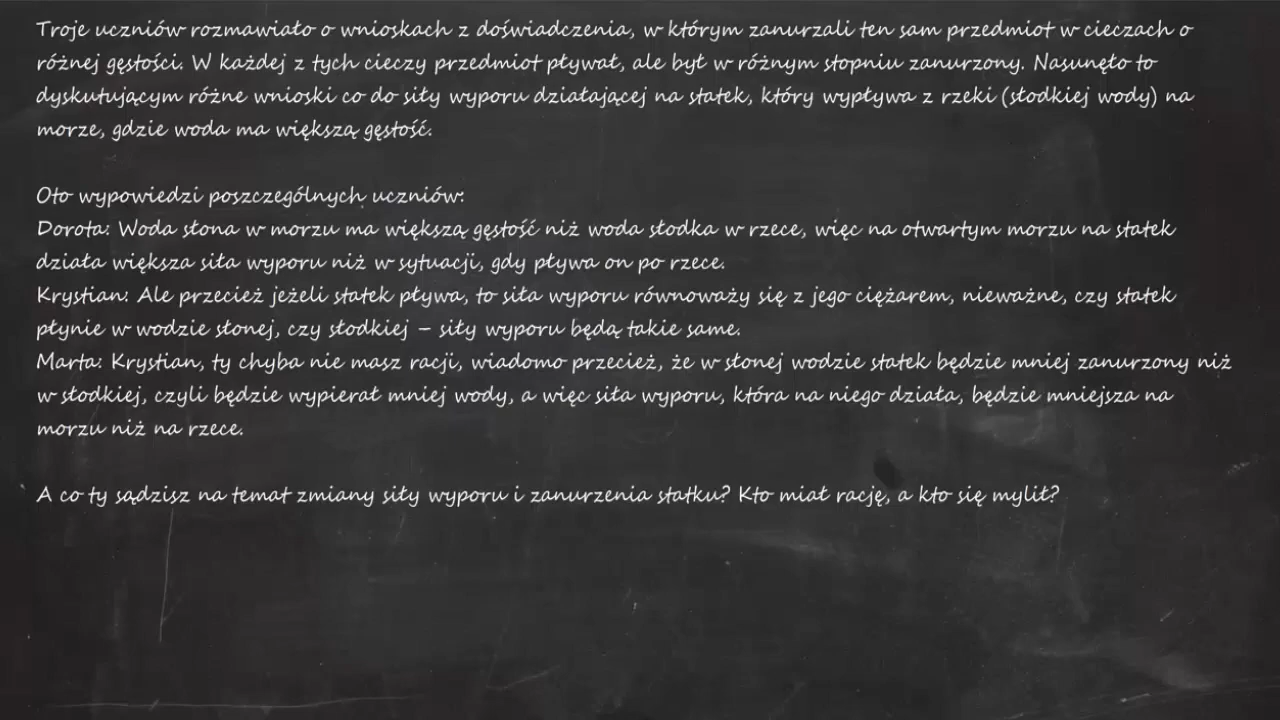 Troje uczniów rozmawiało o wnioskach z doświadczenia, w którym zanurzali ten sam przedmiot w cieczach o
różnej gęstości. W każdej z tych cieczy przedmiot pływał, ale był w różnym stopniu zanurzony. Nasunęło to
dyskutującym różne wnioski co do siły wyporu działającej na statek, który wypływa z rzeki (słodkiej wody) na
morze, gdzie woda ma większą gęstość.
Oto wypowiedzi poszczególnych uczniów:
Dorota: Woda słona w morzu ma większą gęstość niż woda słodka w rzece, więc na otwartym morzu na statek
działa większa siła wyporu niż w sytuacji, gdy pływa on po rzece.
Krystian: Ale przecież jeżeli statek pływa, to siła wyporu równoważy się z jego ciężarem, nieważne, czy statek
płynie w wodzie słonej, czy słodkiej – siły wyporu będą takie same.
Marta: Krystian, ty chyba nie masz racji, wiadomo przecież, że w słonej wodzie statek będzie mniej zanurzony niż
w słodkiej, czyli będzie wypierał mniej wody, a więc siła wyporu, która na niego działa, będzie mniejsza na
morzu niż na rzece.
A co ty sądzisz na temat zmiany siły wyporu i zanurzenia statku? Kto miał rację, a kto się mylił?